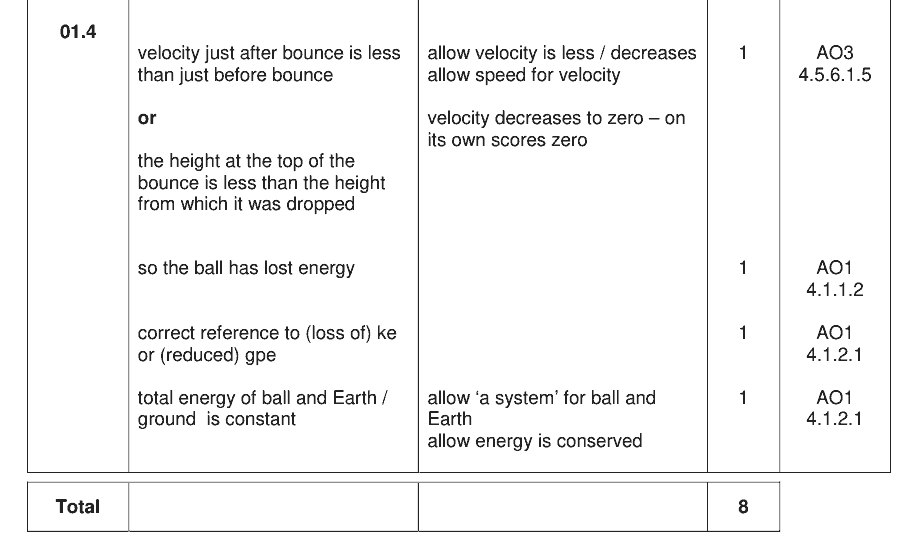 01.4
velocity just after bounce is less
than just before bounce
allow velocity is less / decreases
allow speed for velocity
1
AO3
4.5.6.1.5
or
velocity decreases to zero – on
its own scores zero
the height at the top of the
bounce is less than the height
from which it was dropped
so the ball has lost energy
1
AO1
4.1.1.2
correct reference to (loss of) ke
or (reduced) gpe
1
AO1
4.1.2.1
total energy of ball and Earth /
ground is constant
allow ‘a system’ for ball and
Earth
allow energy is conserved
1
AO1
4.1.2.1
Total
8